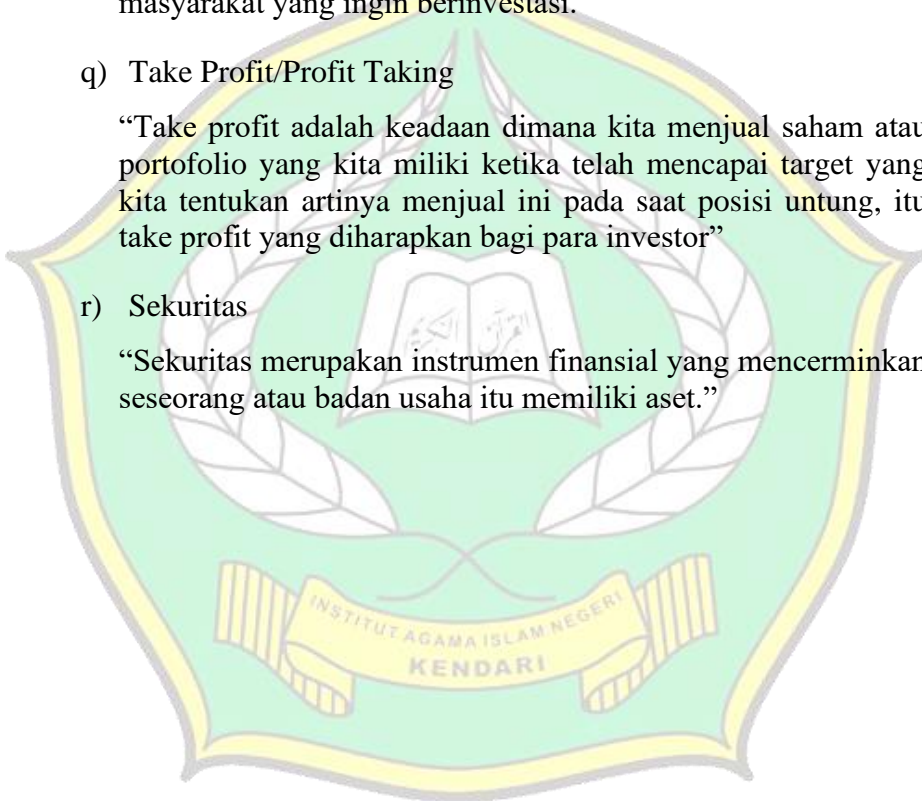 masyarakat yang ingin berinvestasi.
q) Take Profit/Profit Taking
“Take profit adalah keadaan dimana kita menjual saham atau
portofolio yang kita miliki ketika telah mencapai target yang
kita tentukan artinya menjual ini pada saat posisi untung, itu
take profit yang diharapkan bagi para investor”
r) Sekuritas
“Sekuritas merupakan instrumen finansial yang mencerminkan
seseorang atau badan usaha itu memiliki aset.”
القرآن الكريم
INSTITUT AGAMA ISLAM NEGERI
KENDARI